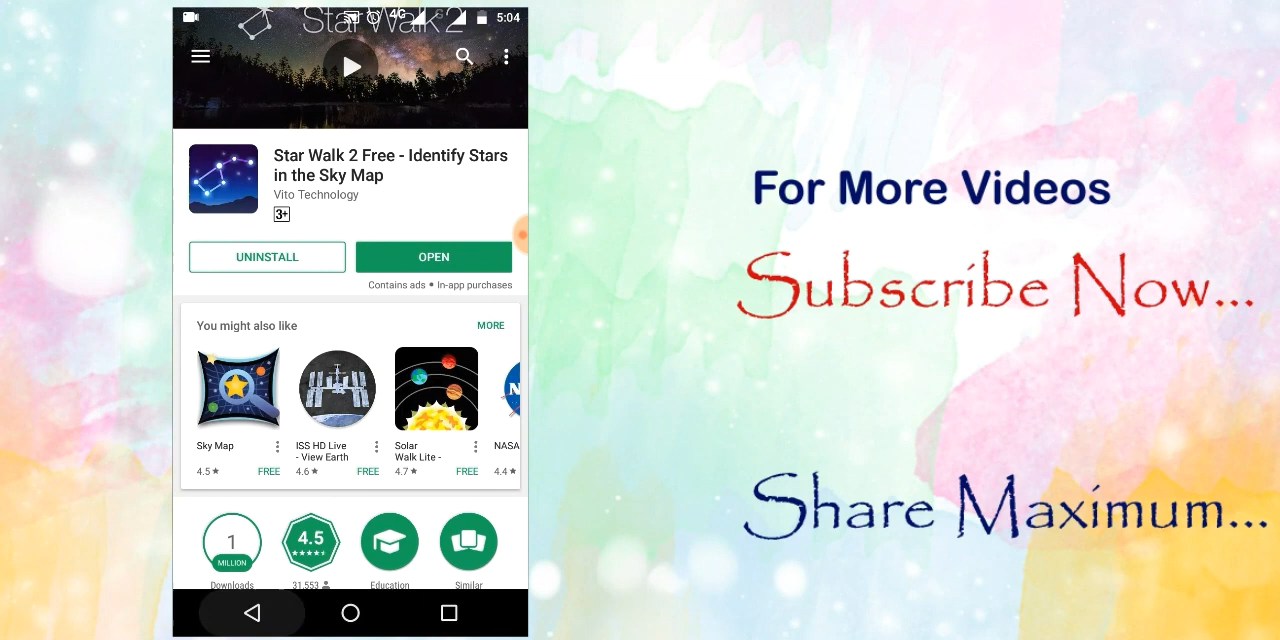 Star Walk 2
4G
5:04
Star Walk 2 Free - Identify Stars
in the Sky Map
Vito Technology
3+
UNINSTALL
OPEN
Contains ads • In-app purchases
You might also like
MORE
Sky Map
4.5★
FREE
ISS HD Live
- View Earth
4.6★
FREE
Solar
Walk Lite -
4.7★
FREE
N
NASA
4.4★
1
MILLION
Downloads
4.5
★★★★★
31,553
Education
Similar
For More Videos
Subscribe Now...
Share Maximum...